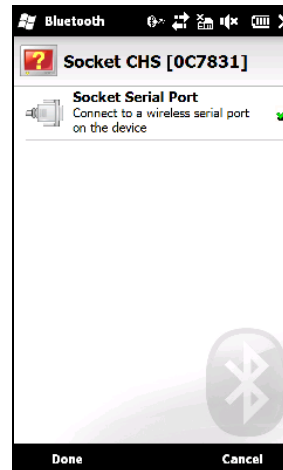 Bluetooth
Socket CHS [0C7831]
Socket Serial Port
Connect to a wireless serial port
on the device
Done Cancel